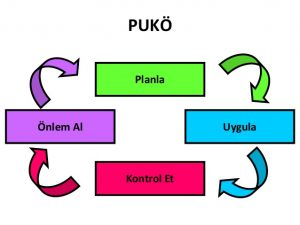 PUKÖ
Planla
Önlem Al
Uygula
Kontrol Et